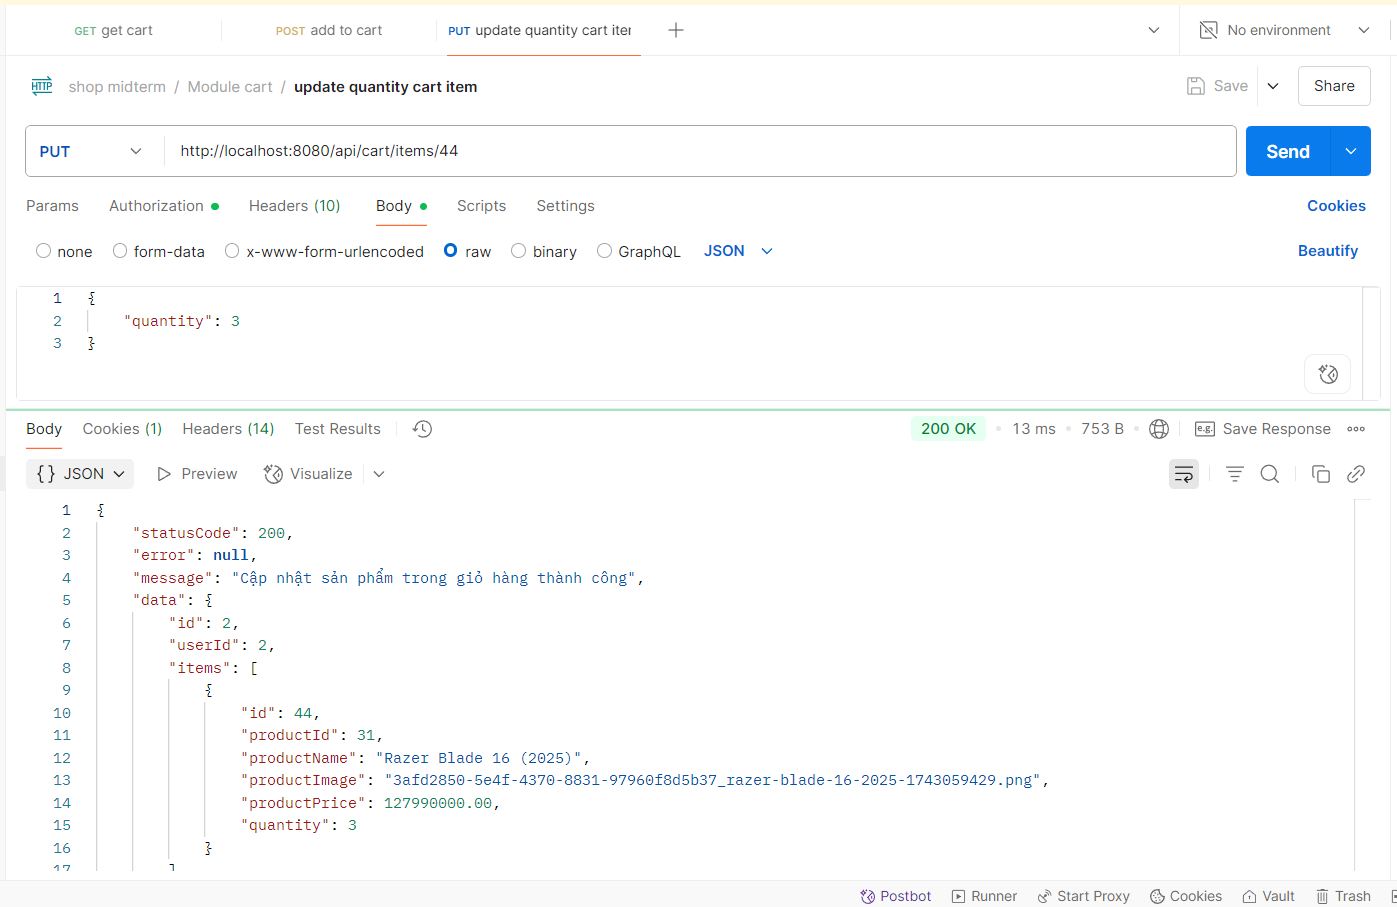 GET get cart POST add to cart PUT update quantity cart iter No environment
HTTP shop midterm / Module cart / update quantity cart item Save Share
PUT http://localhost:8080/api/cart/items/44 Send
Params Authorization Headers (10) Body Scripts Settings Cookies
none form-data x-www-form-urlencoded raw binary GraphQL JSON Beautify
1 {
2 "quantity": 3
3 }
Body Cookies (1) Headers (14) Test Results 200 OK • 13 ms • 753 B e.g. Save Response
{} JSON Preview Visualize
1 {
2 "statusCode": 200,
3 "error": null,
4 "message": "Cập nhật sản phẩm trong giỏ hàng thành công",
5 "data": {
6 "id": 2,
7 "userId": 2,
8 "items": [
9 {
10 "id": 44,
11 "productId": 31,
12 "productName": "Razer Blade 16 (2025)",
13 "productImage": "3afd2850-5e4f-4370-8831-97960f8d5b37_razer-blade-16-2025-1743059429.png",
14 "productPrice": 127990000.00,
15 "quantity": 3
16 }
17 ]
Postbot Runner Start Proxy Cookies Vault Trash